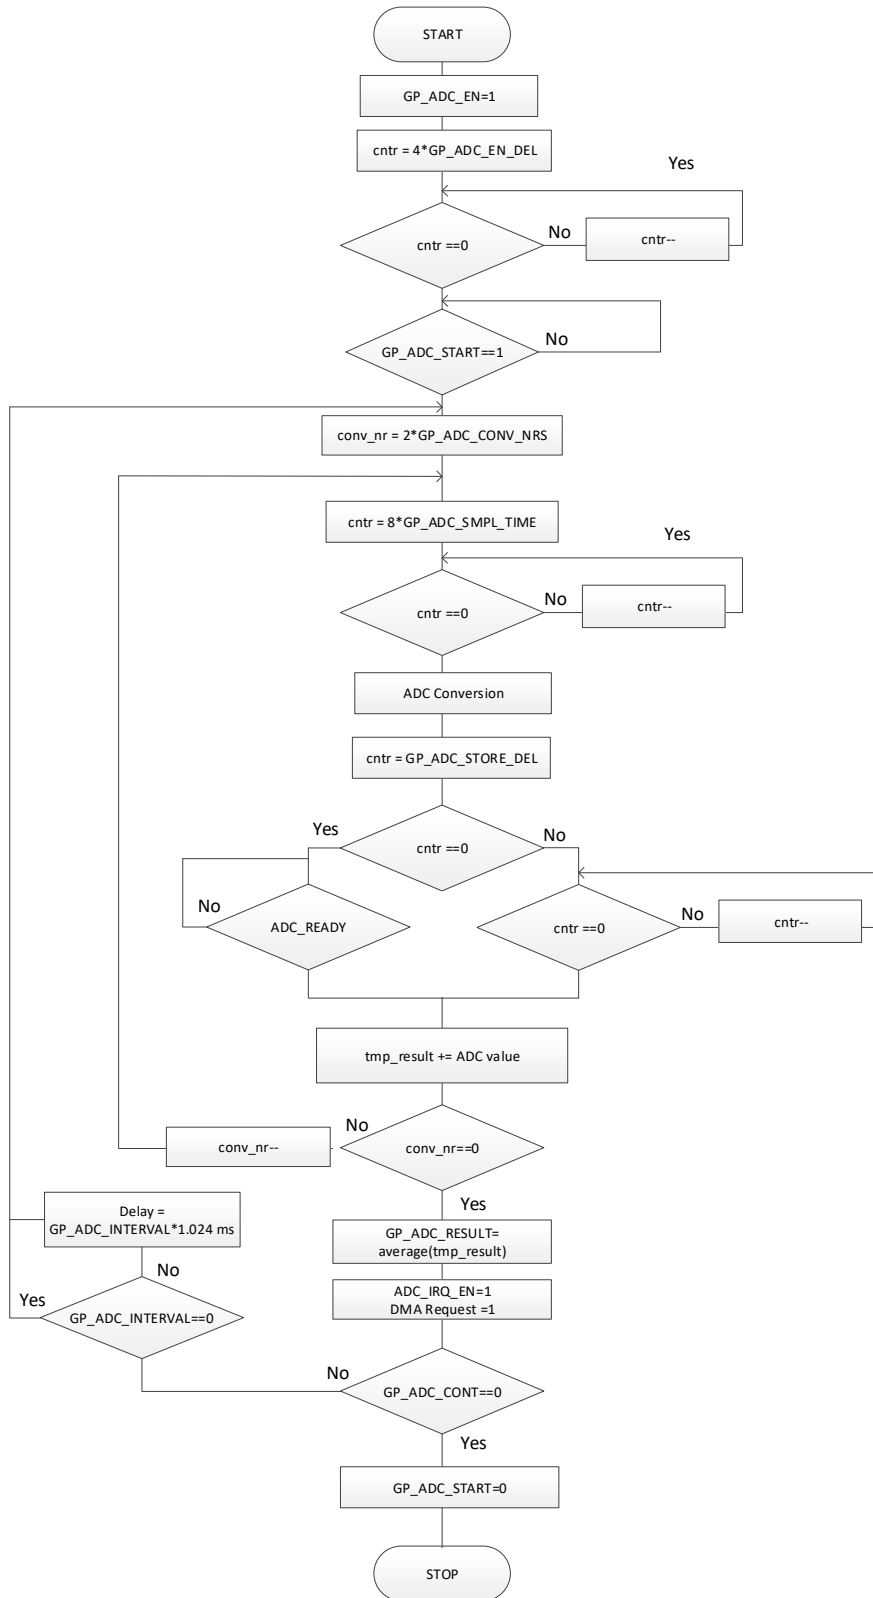 START
GP_ADC_EN=1
cntr = 4*GP_ADC_EN_DEL
Yes
cntr ==0
No
cntr--
GP_ADC_START==1
No
conv_nr = 2*GP_ADC_CONV_NRS
cntr = 8*GP_ADC_SMPL_TIME
Yes
cntr ==0
No
cntr--
ADC Conversion
cntr = GP_ADC_STORE_DEL
Yes
cntr ==0
No
No
ADC_READY
cntr ==0
No
cntr--
tmp_result += ADC value
conv_nr--
No
conv_nr==0
Yes
Delay =
GP_ADC_INTERVAL*1.024 ms
GP_ADC_RESULT=
average(tmp_result)
No
Yes
GP_ADC_INTERVAL==0
ADC_IRQ_EN=1
DMA Request =1
No
GP_ADC_CONT==0
Yes
GP_ADC_START=0
STOP